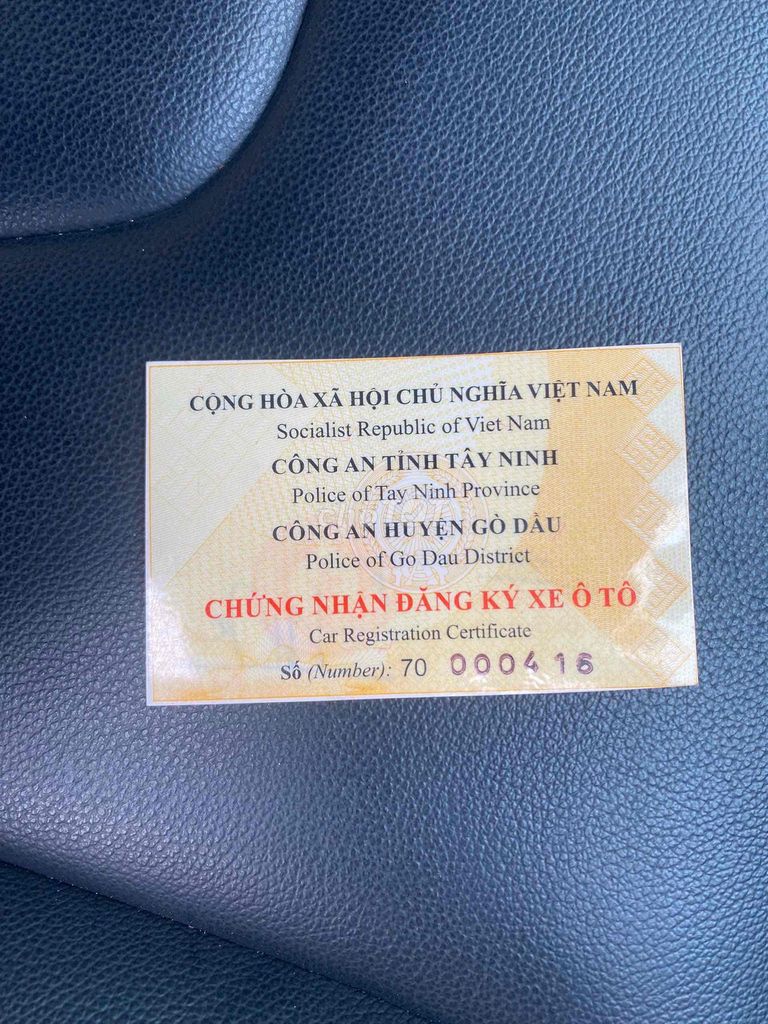 CỘNG HÒA XÃ HỘI CHỦ NGHĨA VIỆT NAM
Socialist Republic of Viet Nam
CÔNG AN TỈNH TÂY NINH
Police of Tay Ninh Province
CÔNG AN HUYỆN GÒ DẦU
Police of Go Dau District
CHỨNG NHẬN ĐĂNG KÝ XE Ô TÔ
Car Registration Certificate
Số (Number): 70 000416